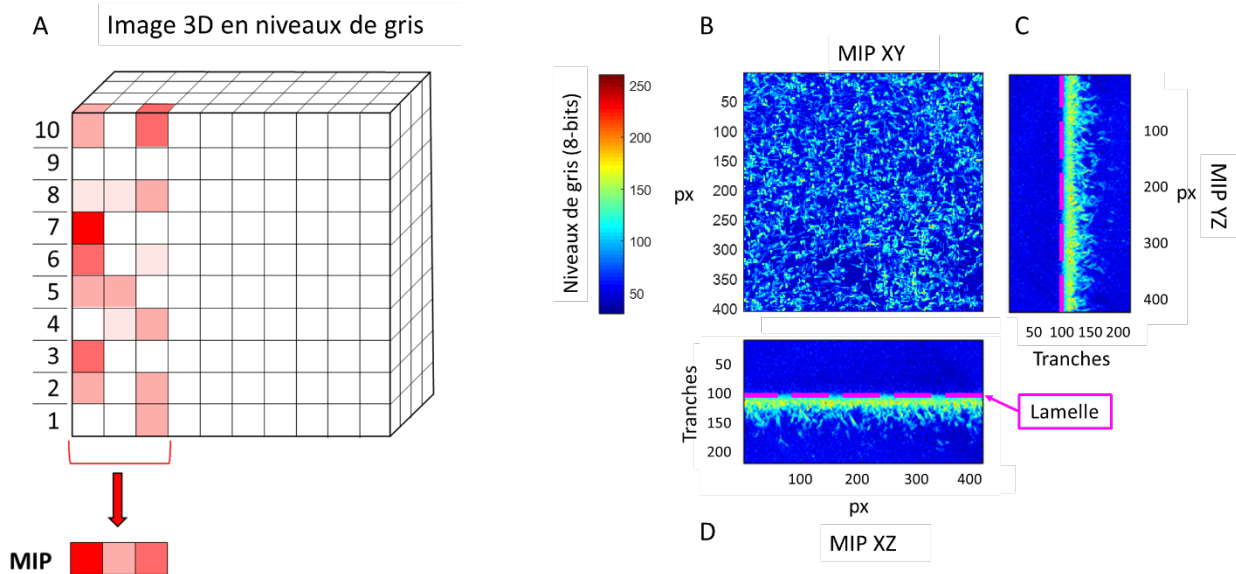 A
Image 3D en niveaux de gris
10
9
8
7
6
5
4
3
2
1
MIP
Niveaux de gris (8-bits)
250
200
150
100
50
B
MIP XY
px
50
100
150
200
250
300
350
400
C
100
200
px
300
400
MIP YZ
50 100 150 200
Tranches
Tranches
50
100
150
200
Lamelle
100 200 300 400
px
D
MIP XZ